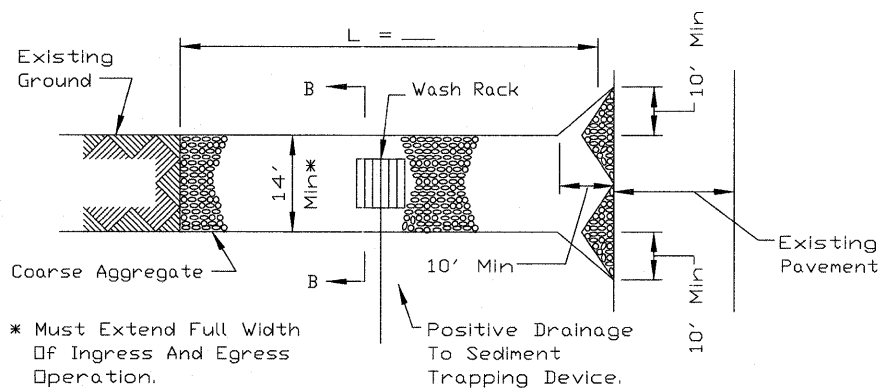 L = ___
Existing
Ground
B
Wash Rack
10' Min
14'
Min*
Coarse Aggregate
10' Min
Existing
Pavement
B
10' Min
* Must Extend Full Width
Of Ingress And Egress
Operation.
Positive Drainage
To Sediment
Trapping Device.